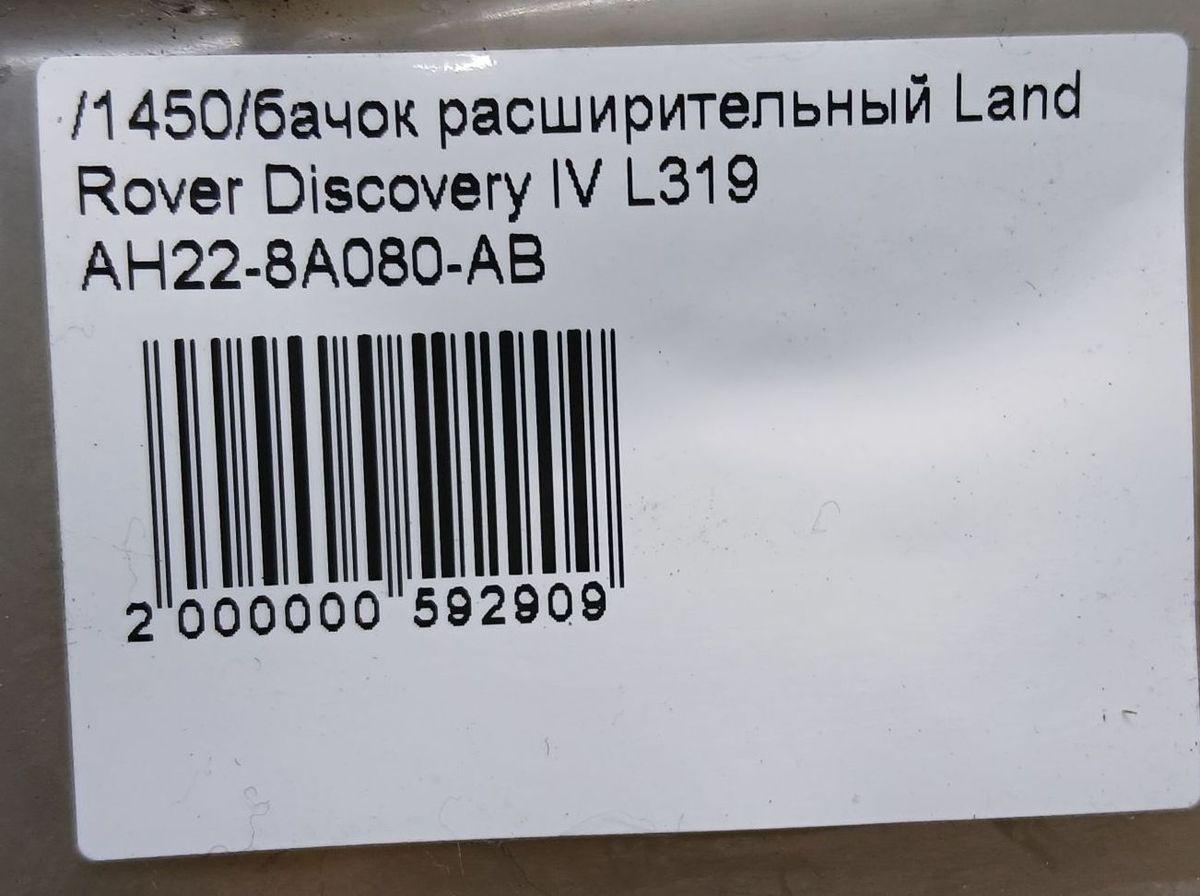 /1450/бачок расширительный Land
Rover Discovery IV L319
AH22-8A080-AB
2 000000 592909